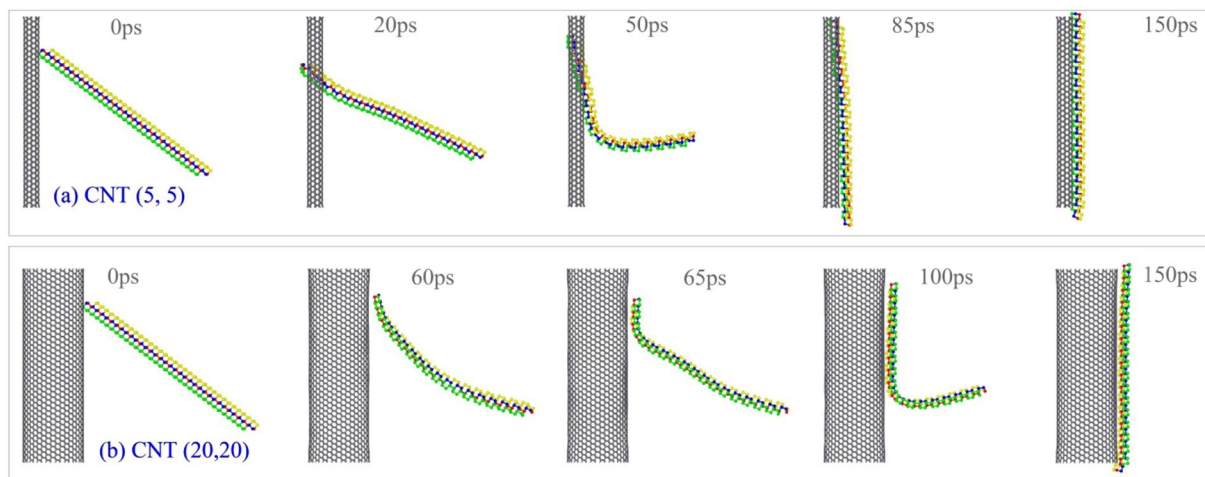 0ps
20ps
50ps
85ps
150ps
(a) CNT (5, 5)
0ps
60ps
65ps
100ps
150ps
(b) CNT (20,20)